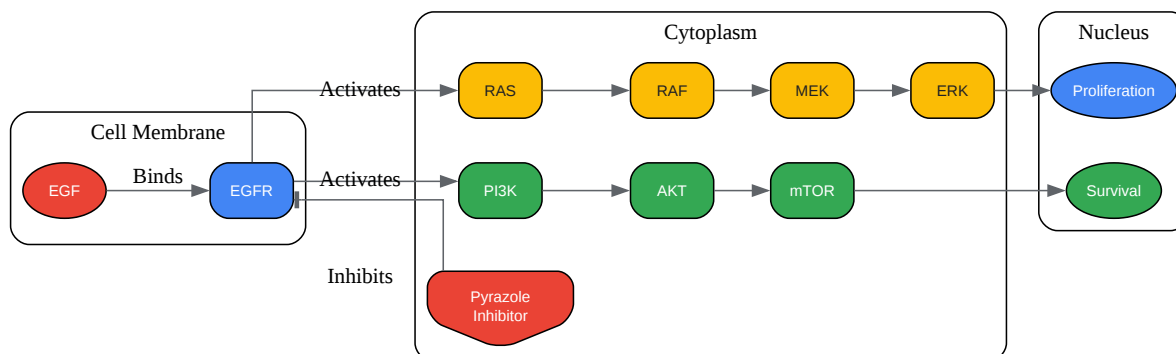 Cytoplasm
Nucleus
Activates
RAS
RAF
MEK
ERK
Proliferation
Cell Membrane
EGF
Binds
EGFR
Activates
PI3K
AKT
mTOR
Survival
Inhibits
Pyrazole
Inhibitor